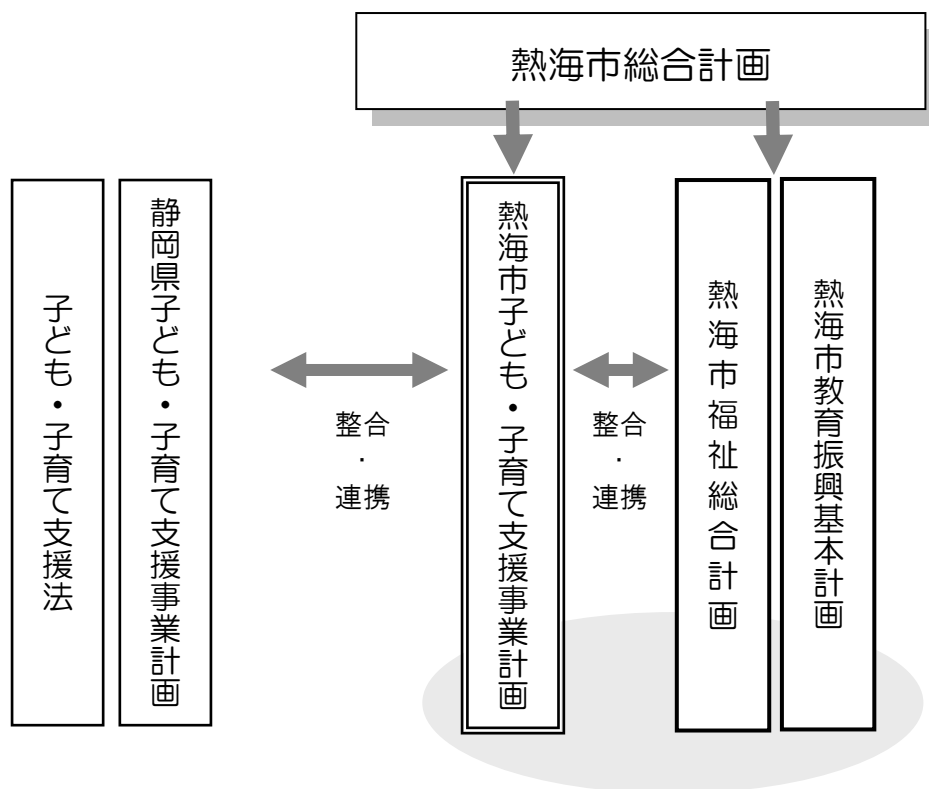 熱海市総合計画
子ども・子育て支援法
静岡県子ども・子育て支援事業計画
整合
・
連携
熱海市子ども・子育て支援事業計画
整合
・
連携
熱海市福祉総合計画
熱海市教育振興基本計画